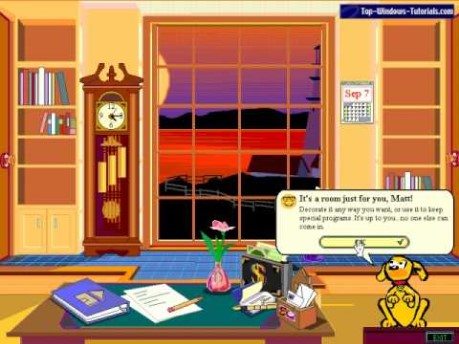 Top-Windows-Tutorials.com
Sep 7
It's a room just for you, Matt!
Decorate it any way you want, or use it to keep
special programs. It's up to you...no one else can
come in.
EXIT